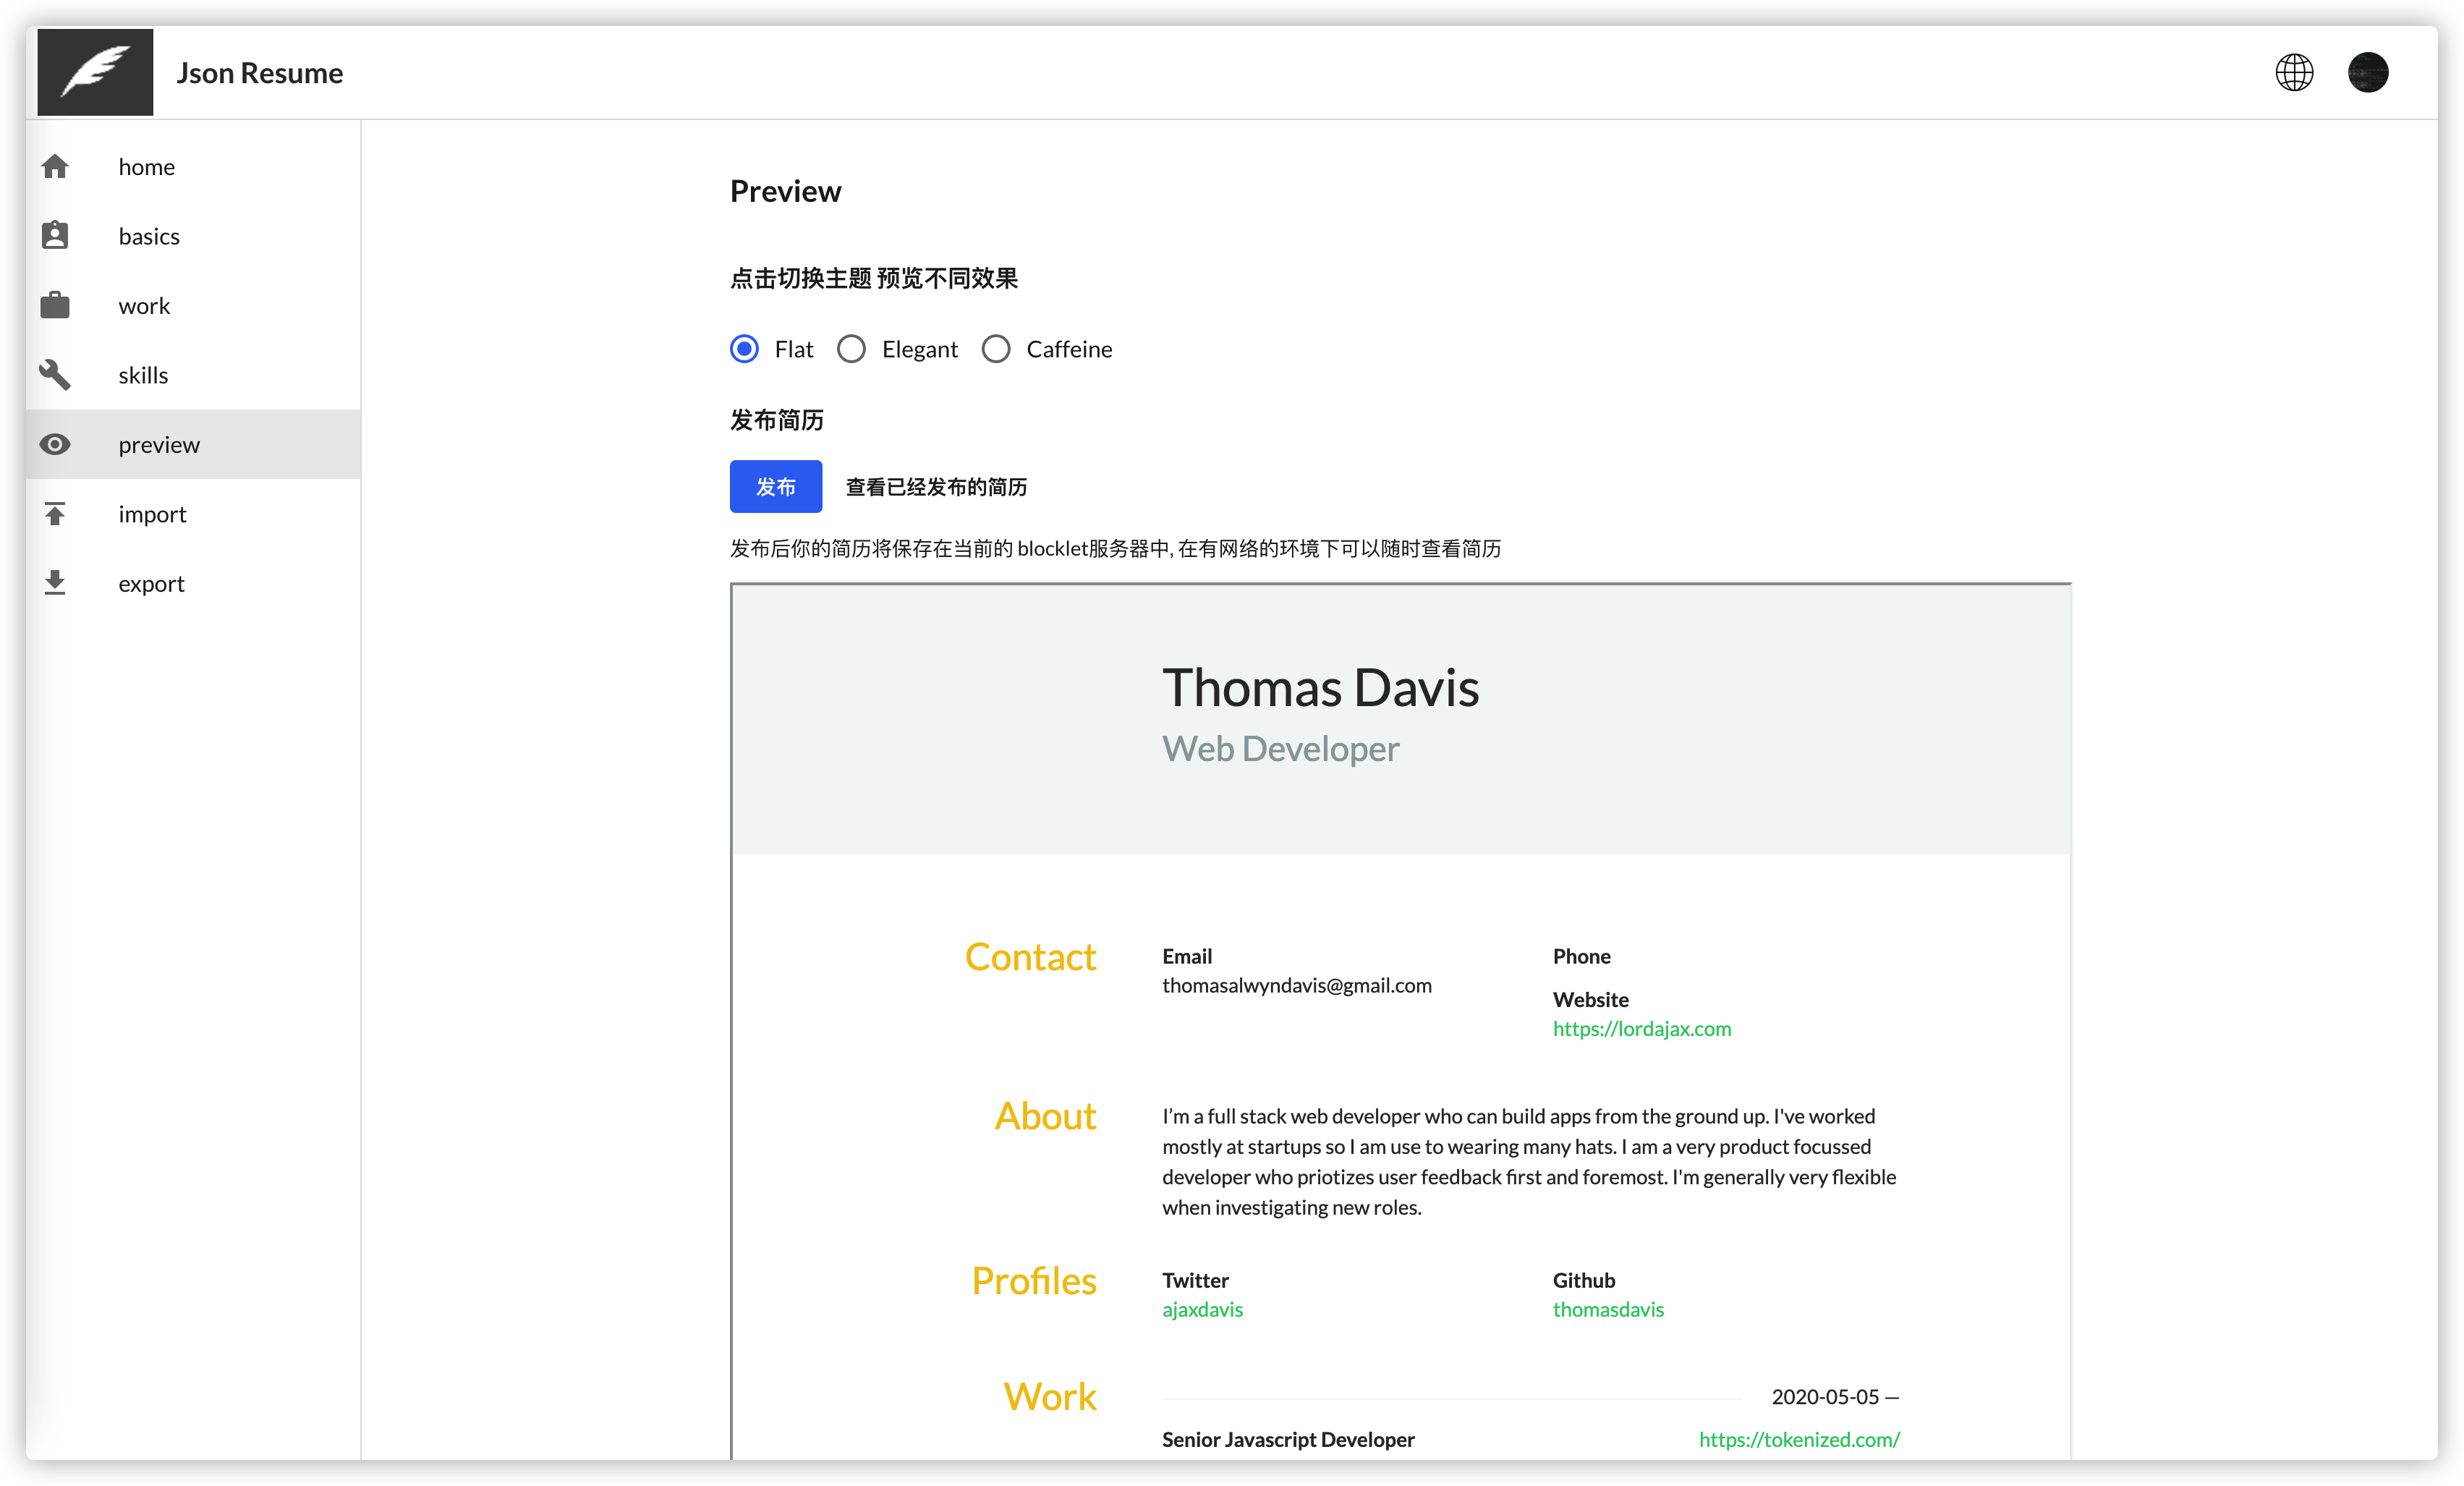 Json Resume
home
basics
work
skills
preview
import
export
Preview
点击切换主题 预览不同效果
Flat Elegant Caffeine
发布简历
发布 查看已经发布的简历
发布后你的简历将保存在当前的 blocklet服务器中, 在有网络的环境下可以随时查看简历
Thomas Davis
Web Developer
Contact
Email
thomasalwyndavis@gmail.com
Phone
Website
https://lordajax.com
About
I’m a full stack web developer who can build apps from the ground up. I've worked
mostly at startups so I am use to wearing many hats. I am a very product focussed
developer who priotizes user feedback first and foremost. I'm generally very flexible
when investigating new roles.
Profiles
Twitter
ajaxdavis
Github
thomasdavis
Work
2020-05-05 —
Senior Javascript Developer
https://tokenized.com/